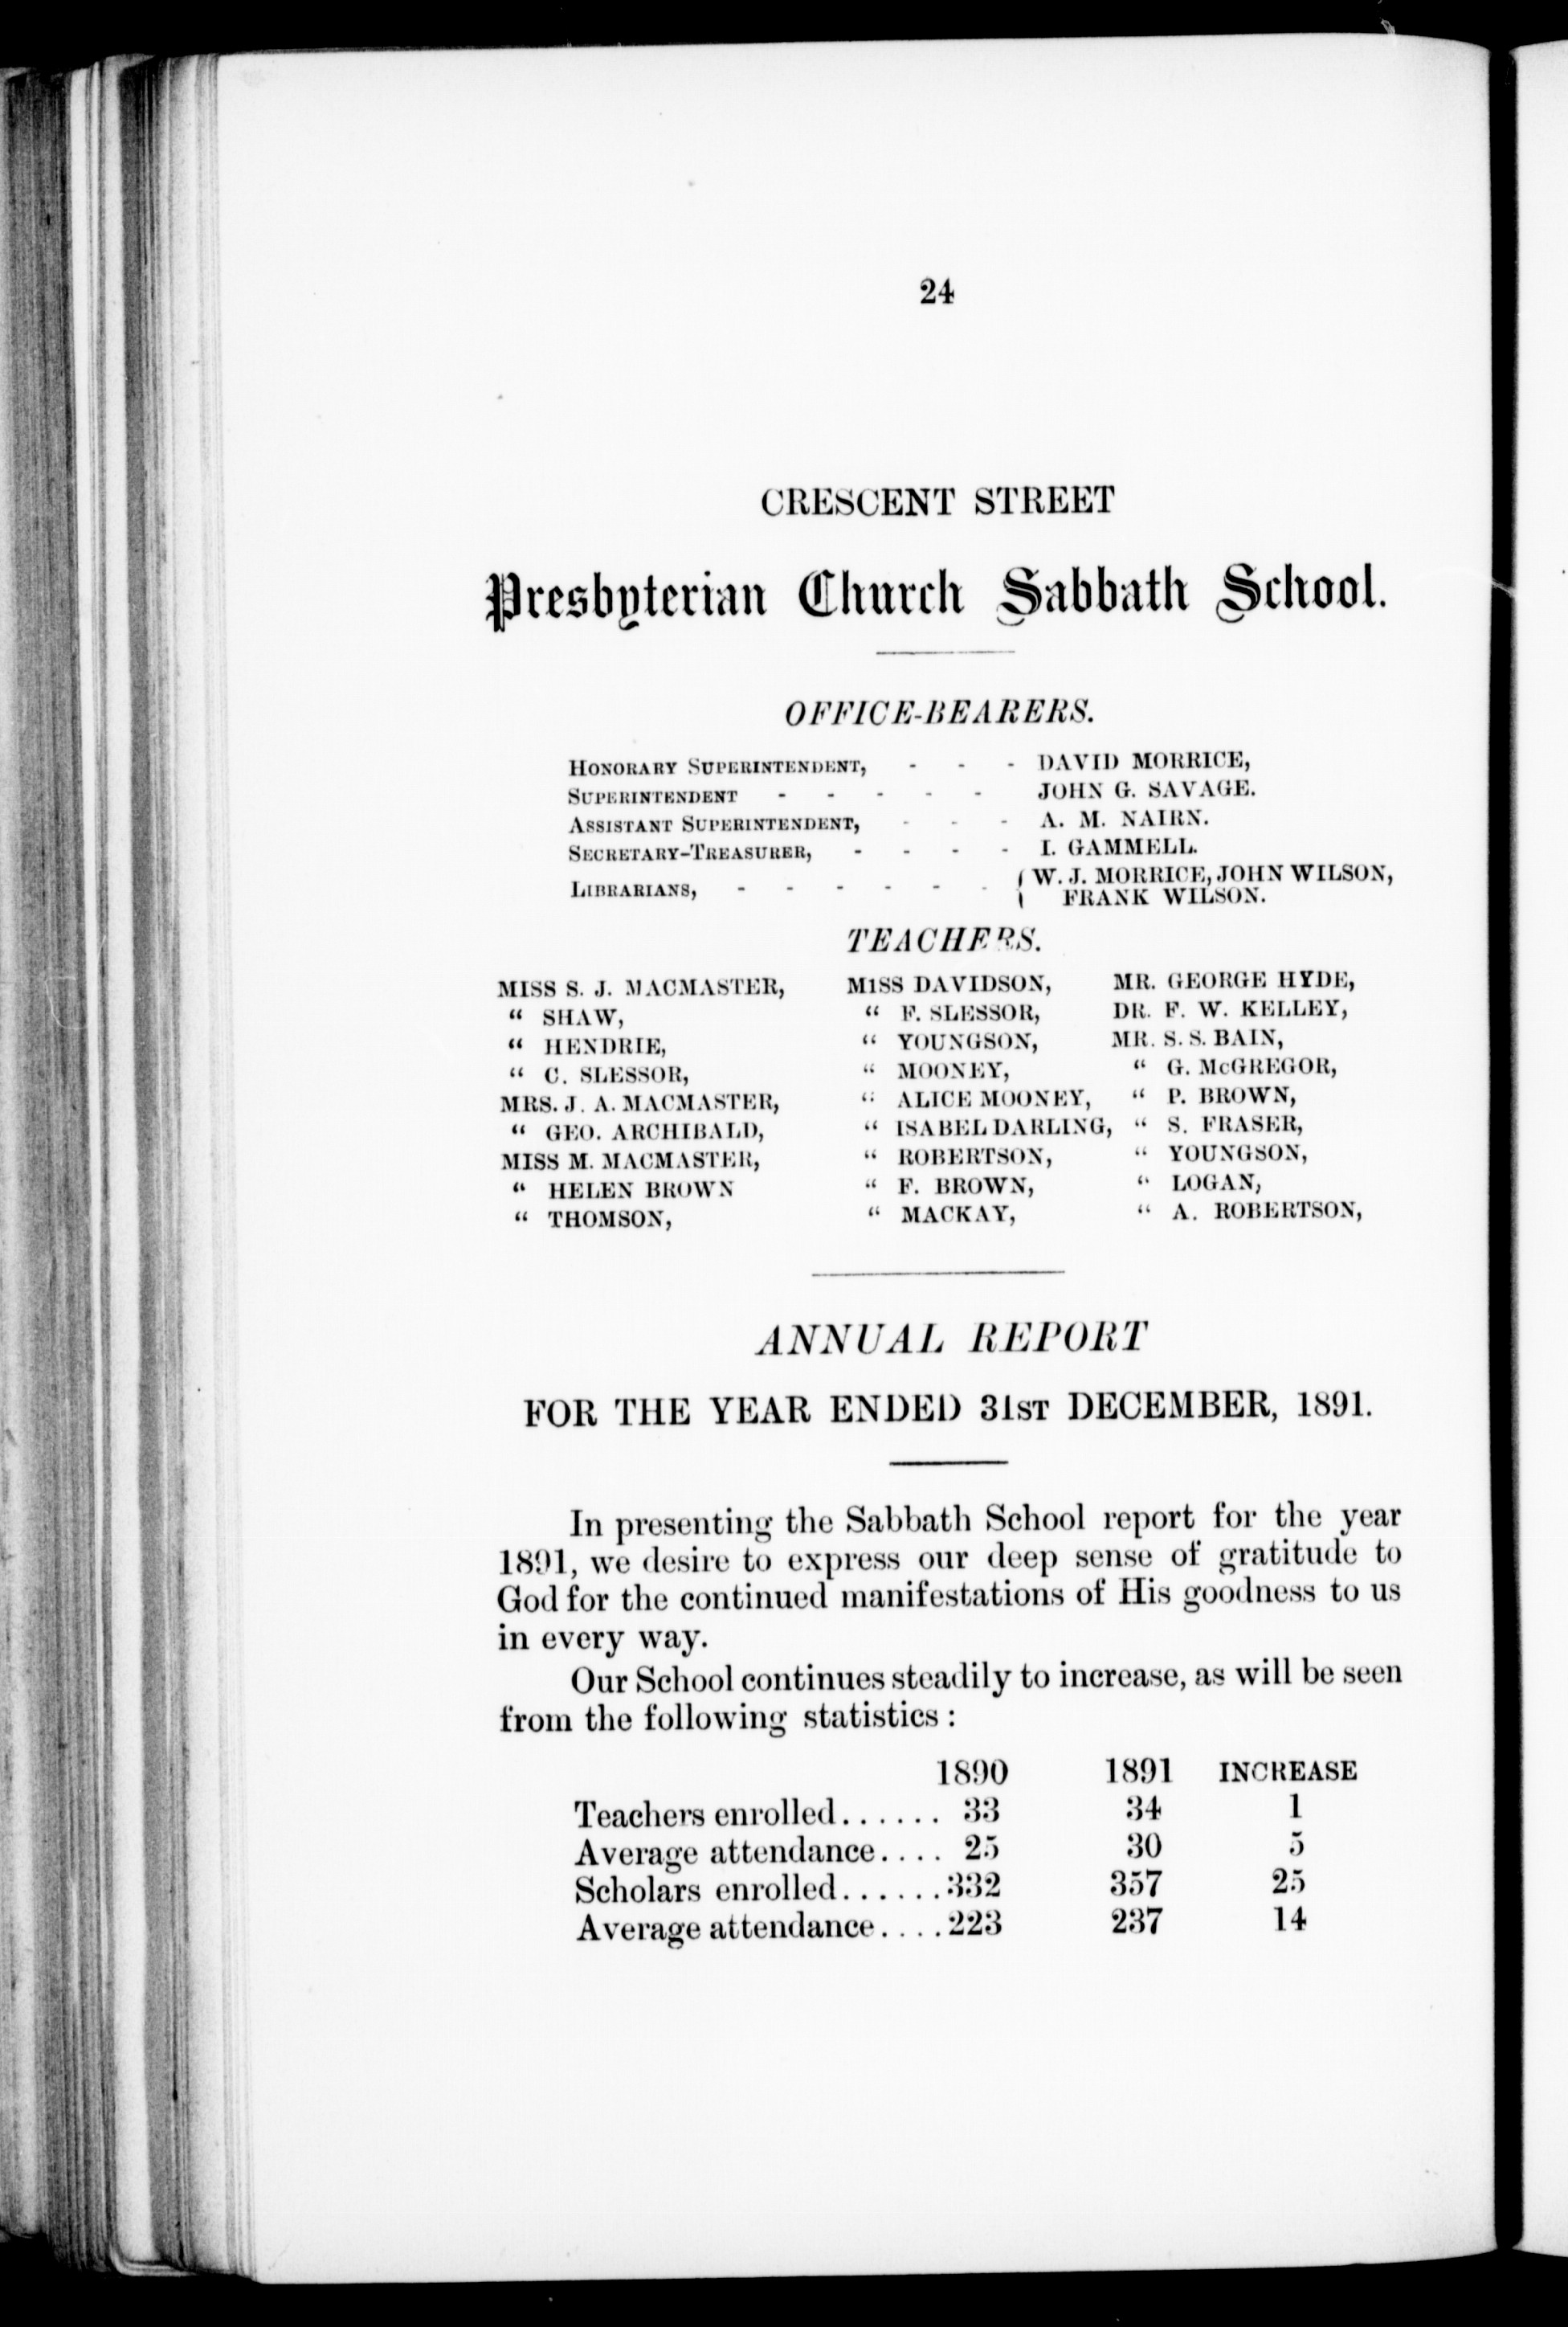 24
CRESCENT STREET
Presbyterian Church Sabbath School.
OFFICE-BEARERS.
HONORARY SUPERINTENDENT, - - - DAVID MORRICE,
SUPERINTENDENT - - - - - JOHN G. SAVAGE.
ASSISTANT SUPERINTENDENT, - - - A. M. NAIRN.
SECRETARY-TREASURER, - - - - I. GAMMELL.
LIBRARIANS, - - - - - - { W. J. MORRICE, JOHN WILSON,
FRANK WILSON.
TEACHERS.
MISS S. J. MACMASTER, MISS DAVIDSON, MR. GEORGE HYDE,
" SHAW, " F. SLESSOR, DR. F. W. KELLEY,
" HENDRIE, " YOUNGSON, MR. S. S. BAIN,
" C. SLESSOR, " MOONEY, " G. McGREGOR,
MRS. J. A. MACMASTER, " ALICE MOONEY, " P. BROWN,
" GEO. ARCHIBALD, " ISABEL DARLING, " S. FRASER,
MISS M. MACMASTER, " ROBERTSON, " YOUNGSON,
" HELEN BROWN " F. BROWN, " LOGAN,
" THOMSON, " MACKAY, " A. ROBERTSON,
ANNUAL REPORT
FOR THE YEAR ENDED 31ST DECEMBER, 1891.
In presenting the Sabbath School report for the year
1891, we desire to express our deep sense of gratitude to
God for the continued manifestations of His goodness to us
in every way.
Our School continues steadily to increase, as will be seen
from the following statistics :
1890 1891 INCREASE
Teachers enrolled...... 33 34 1
Average attendance.... 25 30 5
Scholars enrolled......332 357 25
Average attendance....223 237 14